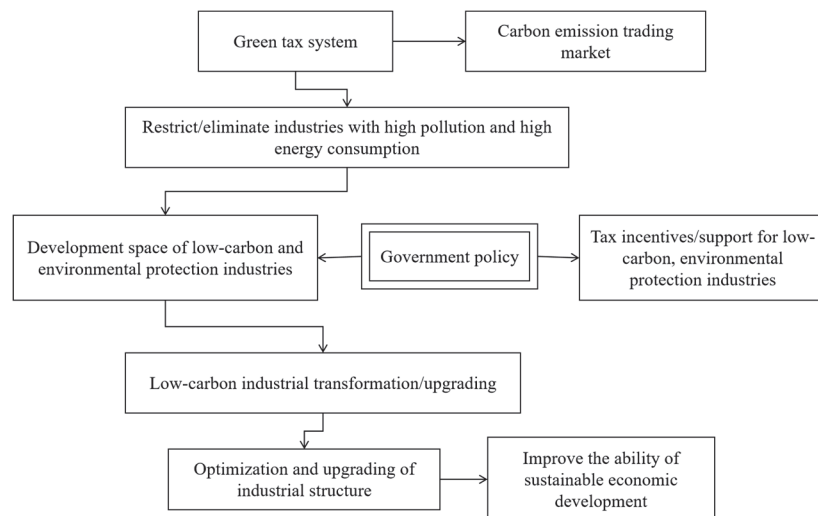 Green tax system
Carbon emission trading
market
Restrict/eliminate industries with high pollution and high
energy consumption
Development space of low-carbon and
environmental protection industries
Government policy
Tax incentives/support for low-
carbon, environmental
protection industries
Low-carbon industrial transformation/upgrading
Optimization and upgrading of
industrial structure
Improve the ability of
sustainable economic
development